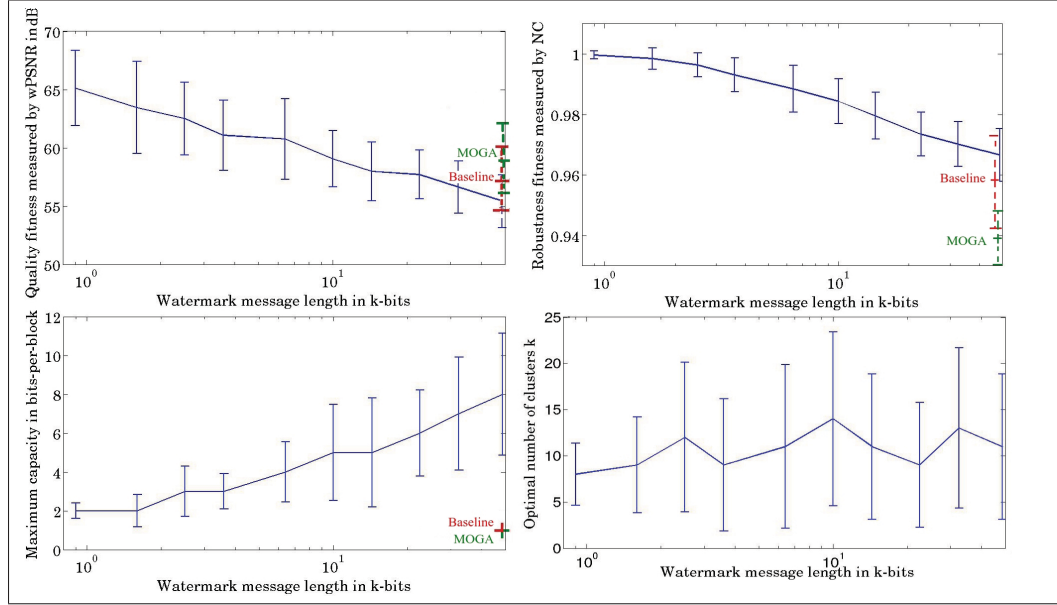 Quality fitness measured by wPSNR indB
70
65
60
55
50
MOGA
Baseline
10^0
10^1
Watermark message length in k-bits
Robustness fitness measured by NC
1
0.98
0.96
0.94
Baseline
MOGA
10^0
10^1
Watermark message length in k-bits
Maximum capacity in bits-per-block
12
10
8
6
4
2
0
Baseline
MOGA
10^0
10^1
Watermark message length in k-bits
Optimal number of clusters k
25
20
15
10
5
0
10^0
10^1
Watermark message length in k-bits